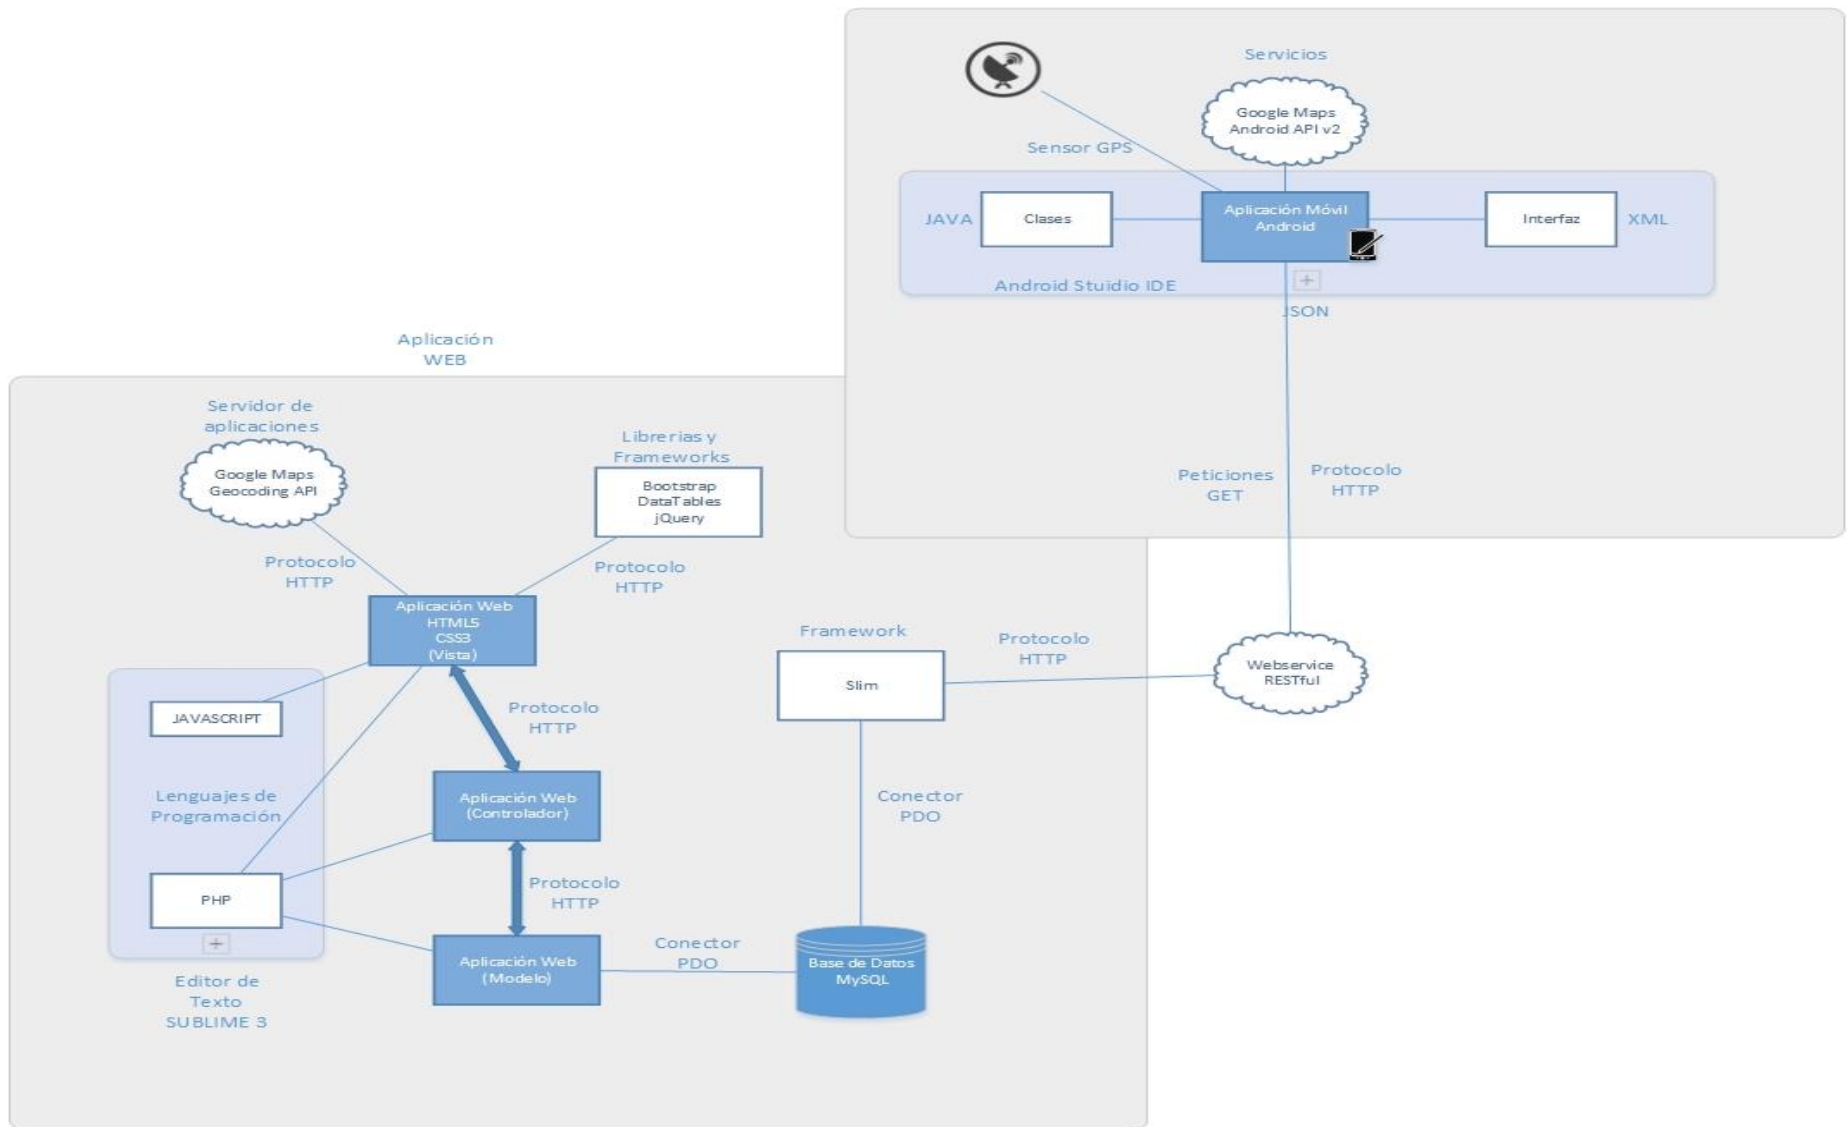 Servicios
Google Maps
Android API v2
Sensor GPS
JAVA
Clases
Aplicación Móvil
Android
Interfaz
XML
Android Stuidio IDE
JSON
Peticiones
GET
Protocolo
HTTP
Aplicación
WEB
Servidor de
aplicaciones
Google Maps
Geocoding API
Librerias y
Frameworks
Bootstrap
DataTables
jQuery
Protocolo
HTTP
Protocolo
HTTP
Aplicación Web
HTML5
CSS3
(Vista)
Framework
Slim
Protocolo
HTTP
Webservice
RESTful
JAVASCRIPT
Protocolo
HTTP
Lenguajes de
Programación
Aplicación Web
(Controlador)
Conector
PDO
PHP
Protocolo
HTTP
Aplicación Web
(Modelo)
Conector
PDO
Base de Datos
MySQL
Editor de
Texto
SUBLIME 3